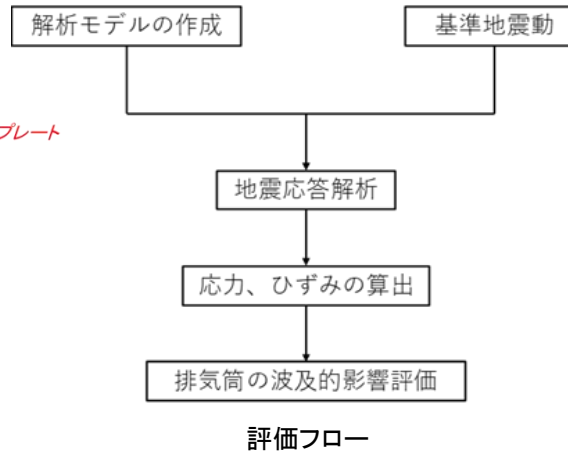 解析モデルの作成
基準地震動
プレート
地震応答解析
応力、ひずみの算出
排気筒の波及的影響評価
評価フロー